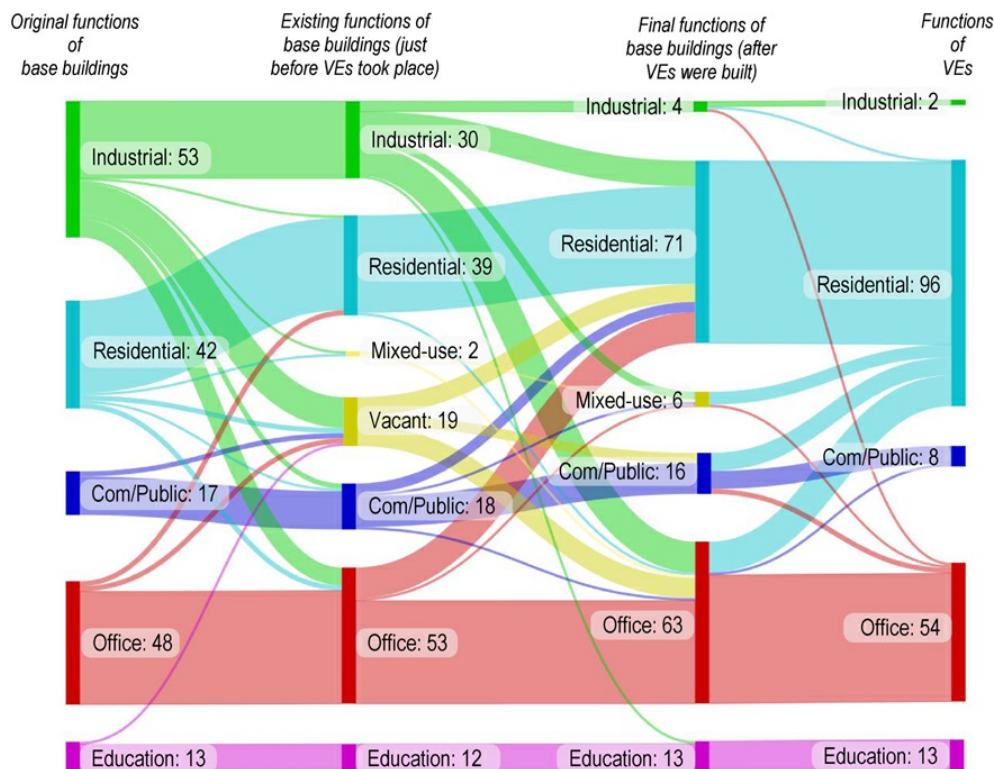 Original functions
of
base buildings
Existing functions of
base buildings (just
before VEs took place)
Final functions of
base buildings (after
VEs were built)
Functions
of
VEs
Industrial: 53
Residential: 42
Com/Public: 17
Office: 48
Education: 13
Industrial: 30
Residential: 39
Mixed-use: 2
Vacant: 19
Com/Public: 18
Office: 53
Education: 12
Industrial: 4
Residential: 71
Mixed-use: 6
Com/Public: 16
Office: 63
Education: 13
Industrial: 2
Residential: 96
Com/Public: 8
Office: 54
Education: 13